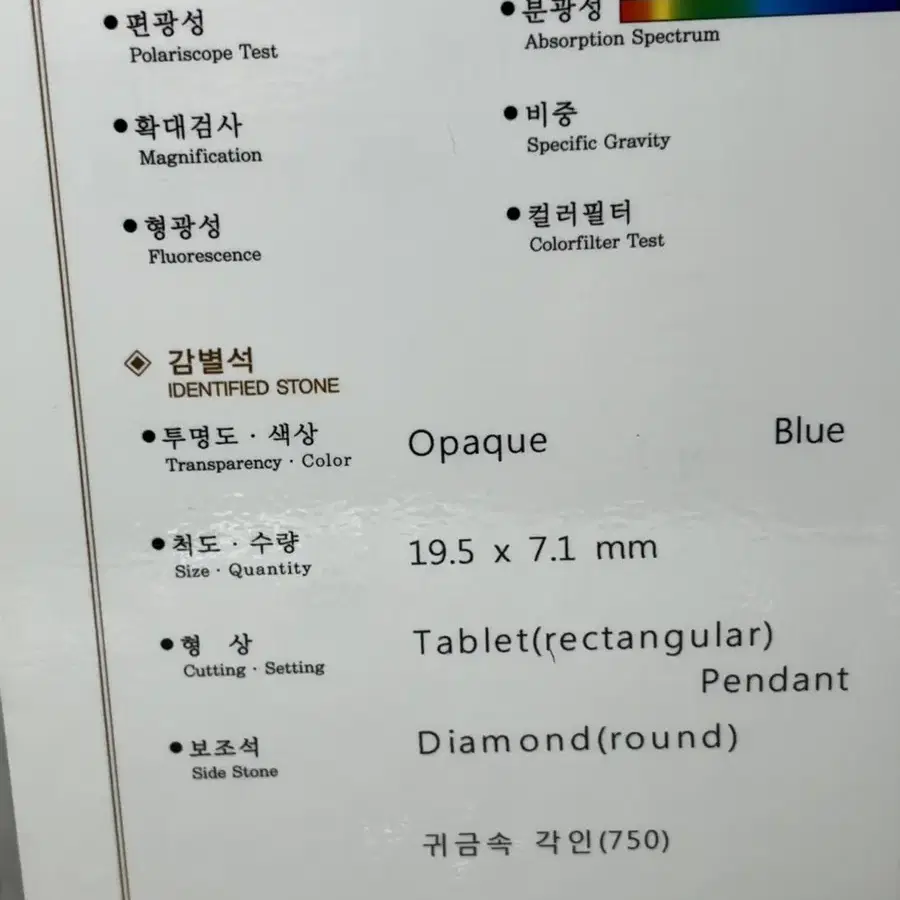 편광성
Polariscope Test
분광성
Absorption Spectrum
확대검사
Magnification
비중
Specific Gravity
형광성
Fluorescence
컬러필터
Colorfilter Test
감별석
IDENTIFIED STONE
투명도 · 색상
Transparency · Color
Opaque Blue
척도 · 수량
Size · Quantity
19.5 x 7.1 mm
형 상
Cutting · Setting
Tablet(rectangular)
Pendant
보조석
Side Stone
Diamond(round)
귀금속 각인(750)